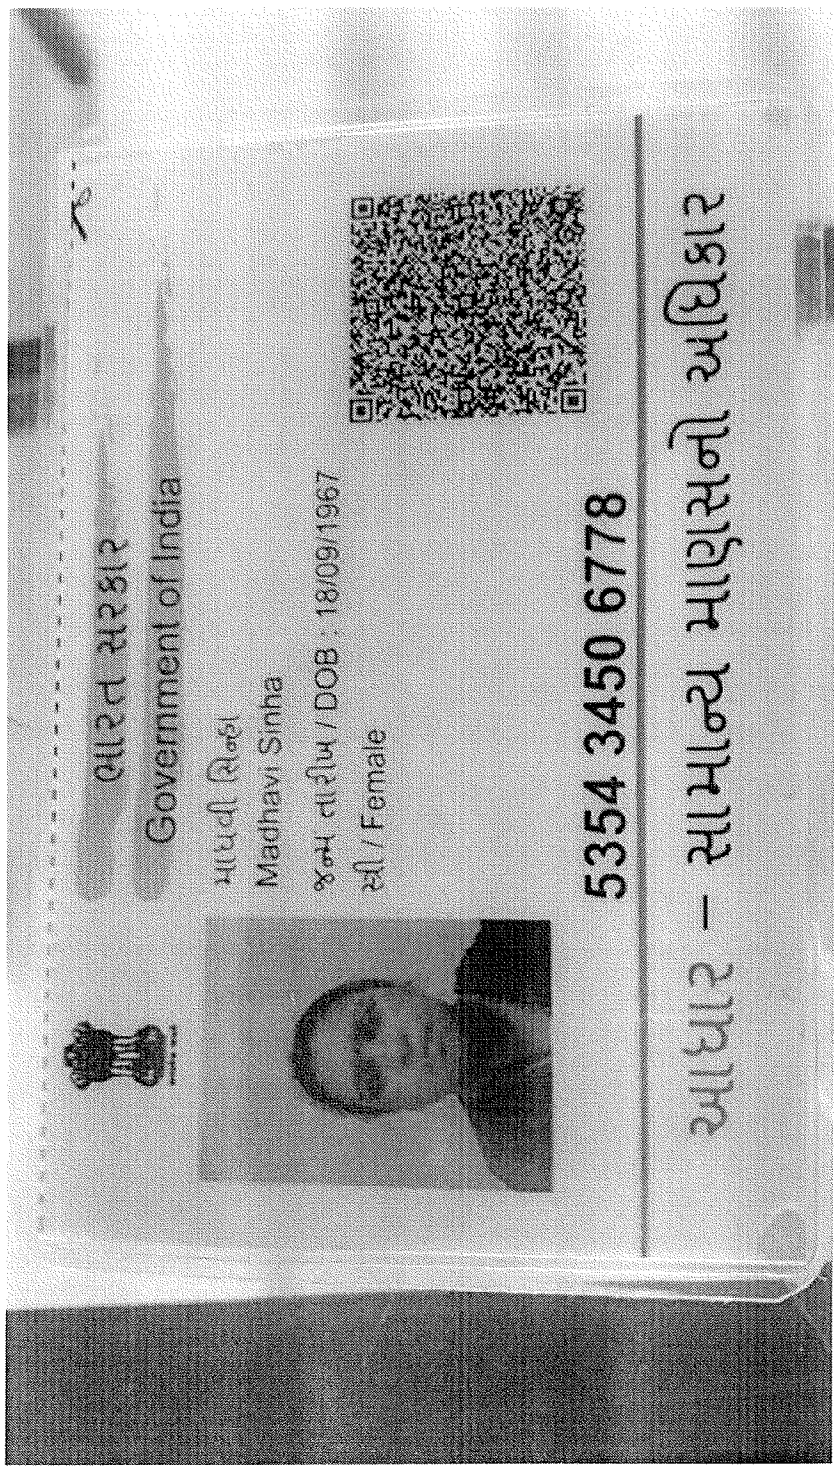 ભારત સરકાર
Government of India
માધવી સિન્હા
Madhavi Sinha
જન્મ તારીખ / DOB : 18/09/1967
સ્ત્રી / Female
5354 3450 6778
આધાર – સામાન્ય માણસનો અધિકાર